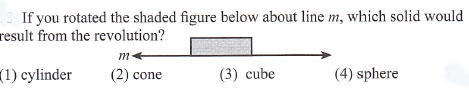 If you rotated the shaded figure below about line m, which solid would
result from the revolution?
m
(1) cylinder (2) cone (3) cube (4) sphere